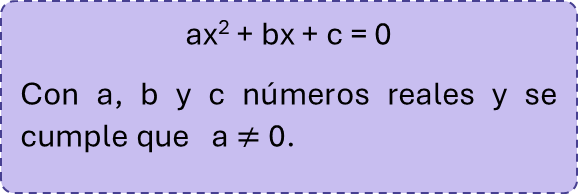 ax² + bx + c = 0
Con a, b y c números reales y se
cumple que a ≠ 0.